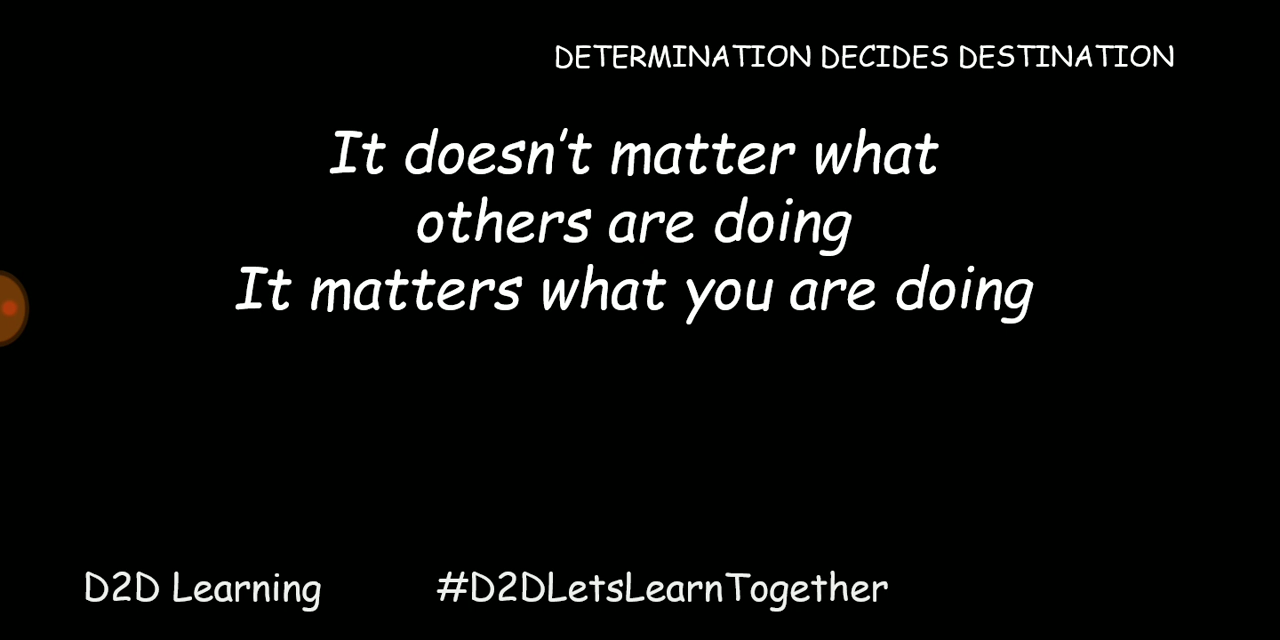 DETERMINATION DECIDES DESTINATION
It doesn't matter what
others are doing
It matters what you are doing
D2D Learning #D2DLetsLearnTogether